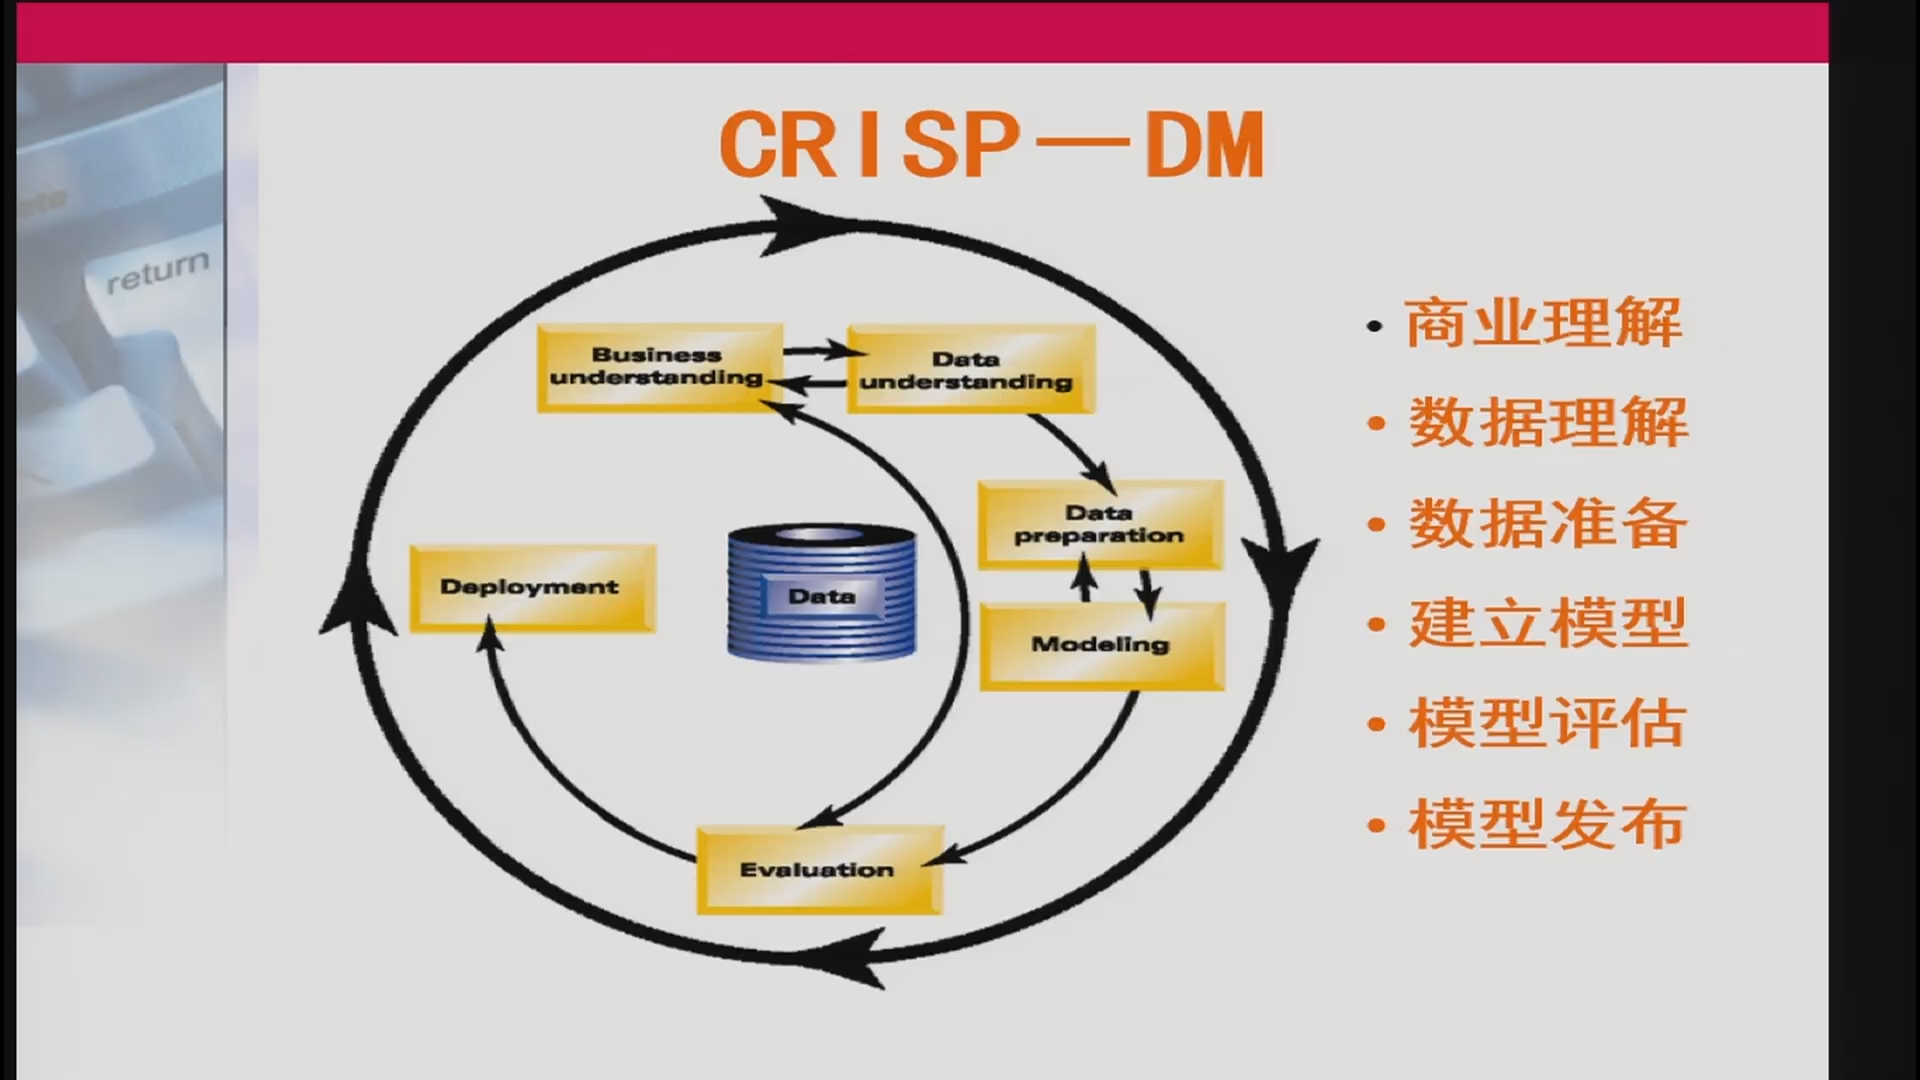 CRISP—DM
return
Business
understanding
Data
understanding
Data
preparation
Modeling
Deployment
Data
Evaluation
• 商业理解
• 数据理解
• 数据准备
• 建立模型
• 模型评估
• 模型发布